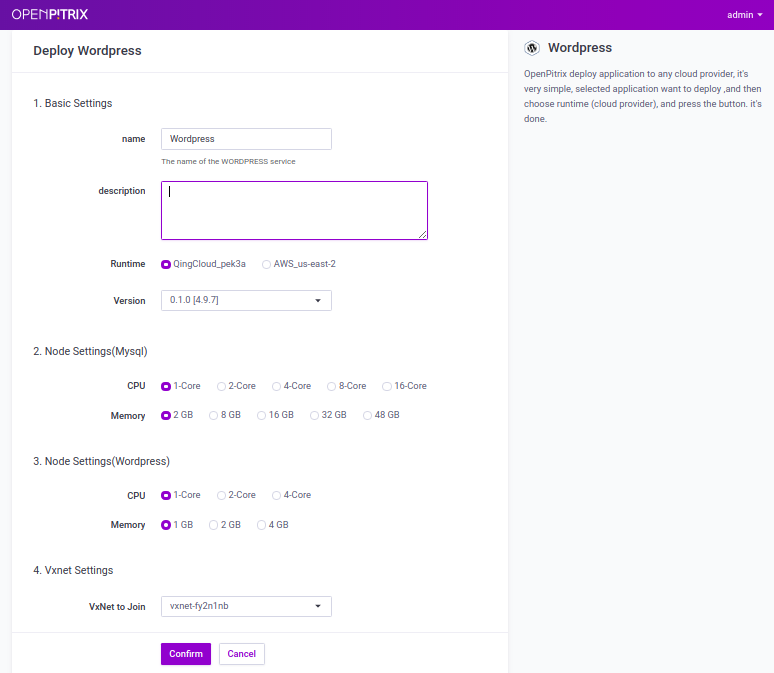 OPENPITRIX
admin
Deploy Wordpress
1. Basic Settings
name
Wordpress
The name of the WORDPRESS service
description
Runtime
QingCloud_pek3a
AWS_us-east-2
Version
0.1.0 [4.9.7]
2. Node Settings(Mysql)
CPU
1-Core
2-Core
4-Core
8-Core
16-Core
Memory
2 GB
8 GB
16 GB
32 GB
48 GB
3. Node Settings(Wordpress)
CPU
1-Core
2-Core
4-Core
Memory
1 GB
2 GB
4 GB
4. Vxnet Settings
VxNet to Join
vxnet-fy2n1nb
Confirm
Cancel
Wordpress
OpenPitrix deploy application to any cloud provider, it's
very simple, selected application want to deploy ,and then
choose runtime (cloud provider), and press the button. it's
done.